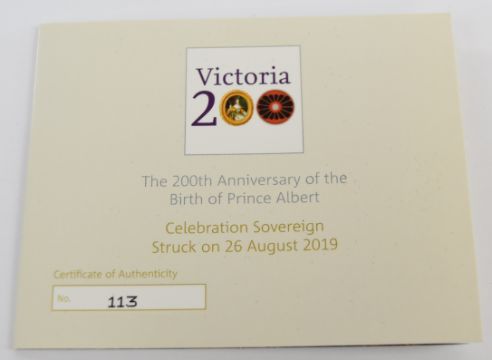 Victoria
200
The 200th Anniversary of the
Birth of Prince Albert
Celebration Sovereign
Struck on 26 August 2019
Certificate of Authenticity
No. 113